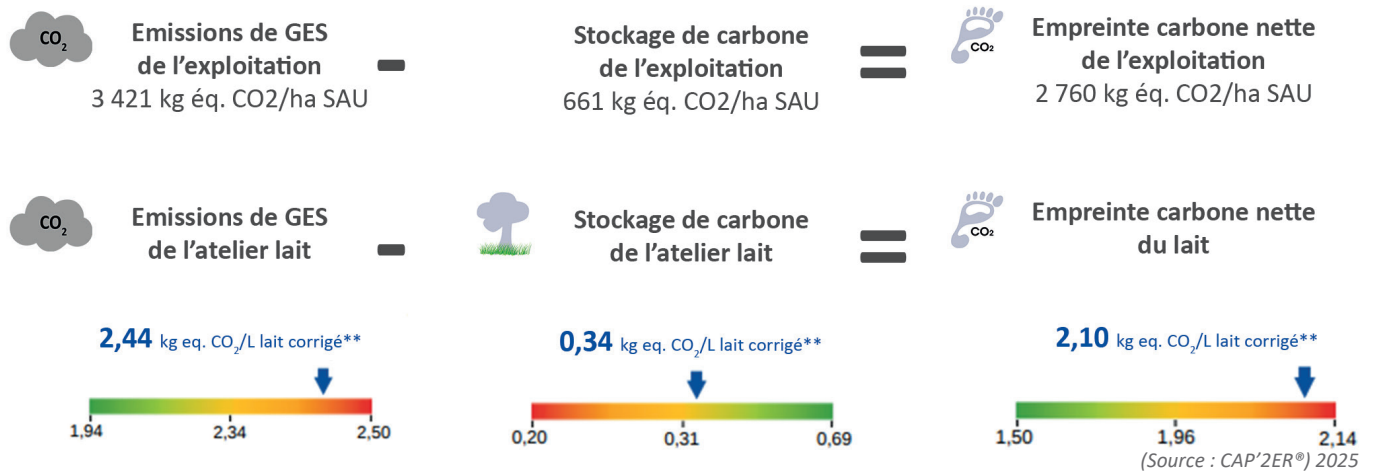 CO2
Emissions de GES
de l'exploitation
3 421 kg éq. CO2/ha SAU
-
Stockage de carbone
de l'exploitation
661 kg éq. CO2/ha SAU
=
CO2
Empreinte carbone nette
de l'exploitation
2 760 kg éq. CO2/ha SAU
CO2
Emissions de GES
de l'atelier lait
-
Stockage de carbone
de l'atelier lait
=
CO2
Empreinte carbone nette
du lait
2,44 kg eq. CO2/L lait corrigé**
1,94 2,34 2,50
0,34 kg eq. CO2/L lait corrigé**
0,20 0,31 0,69
2,10 kg eq. CO2/L lait corrigé**
1,50 1,96 2,14
(Source : CAP'2ER®) 2025